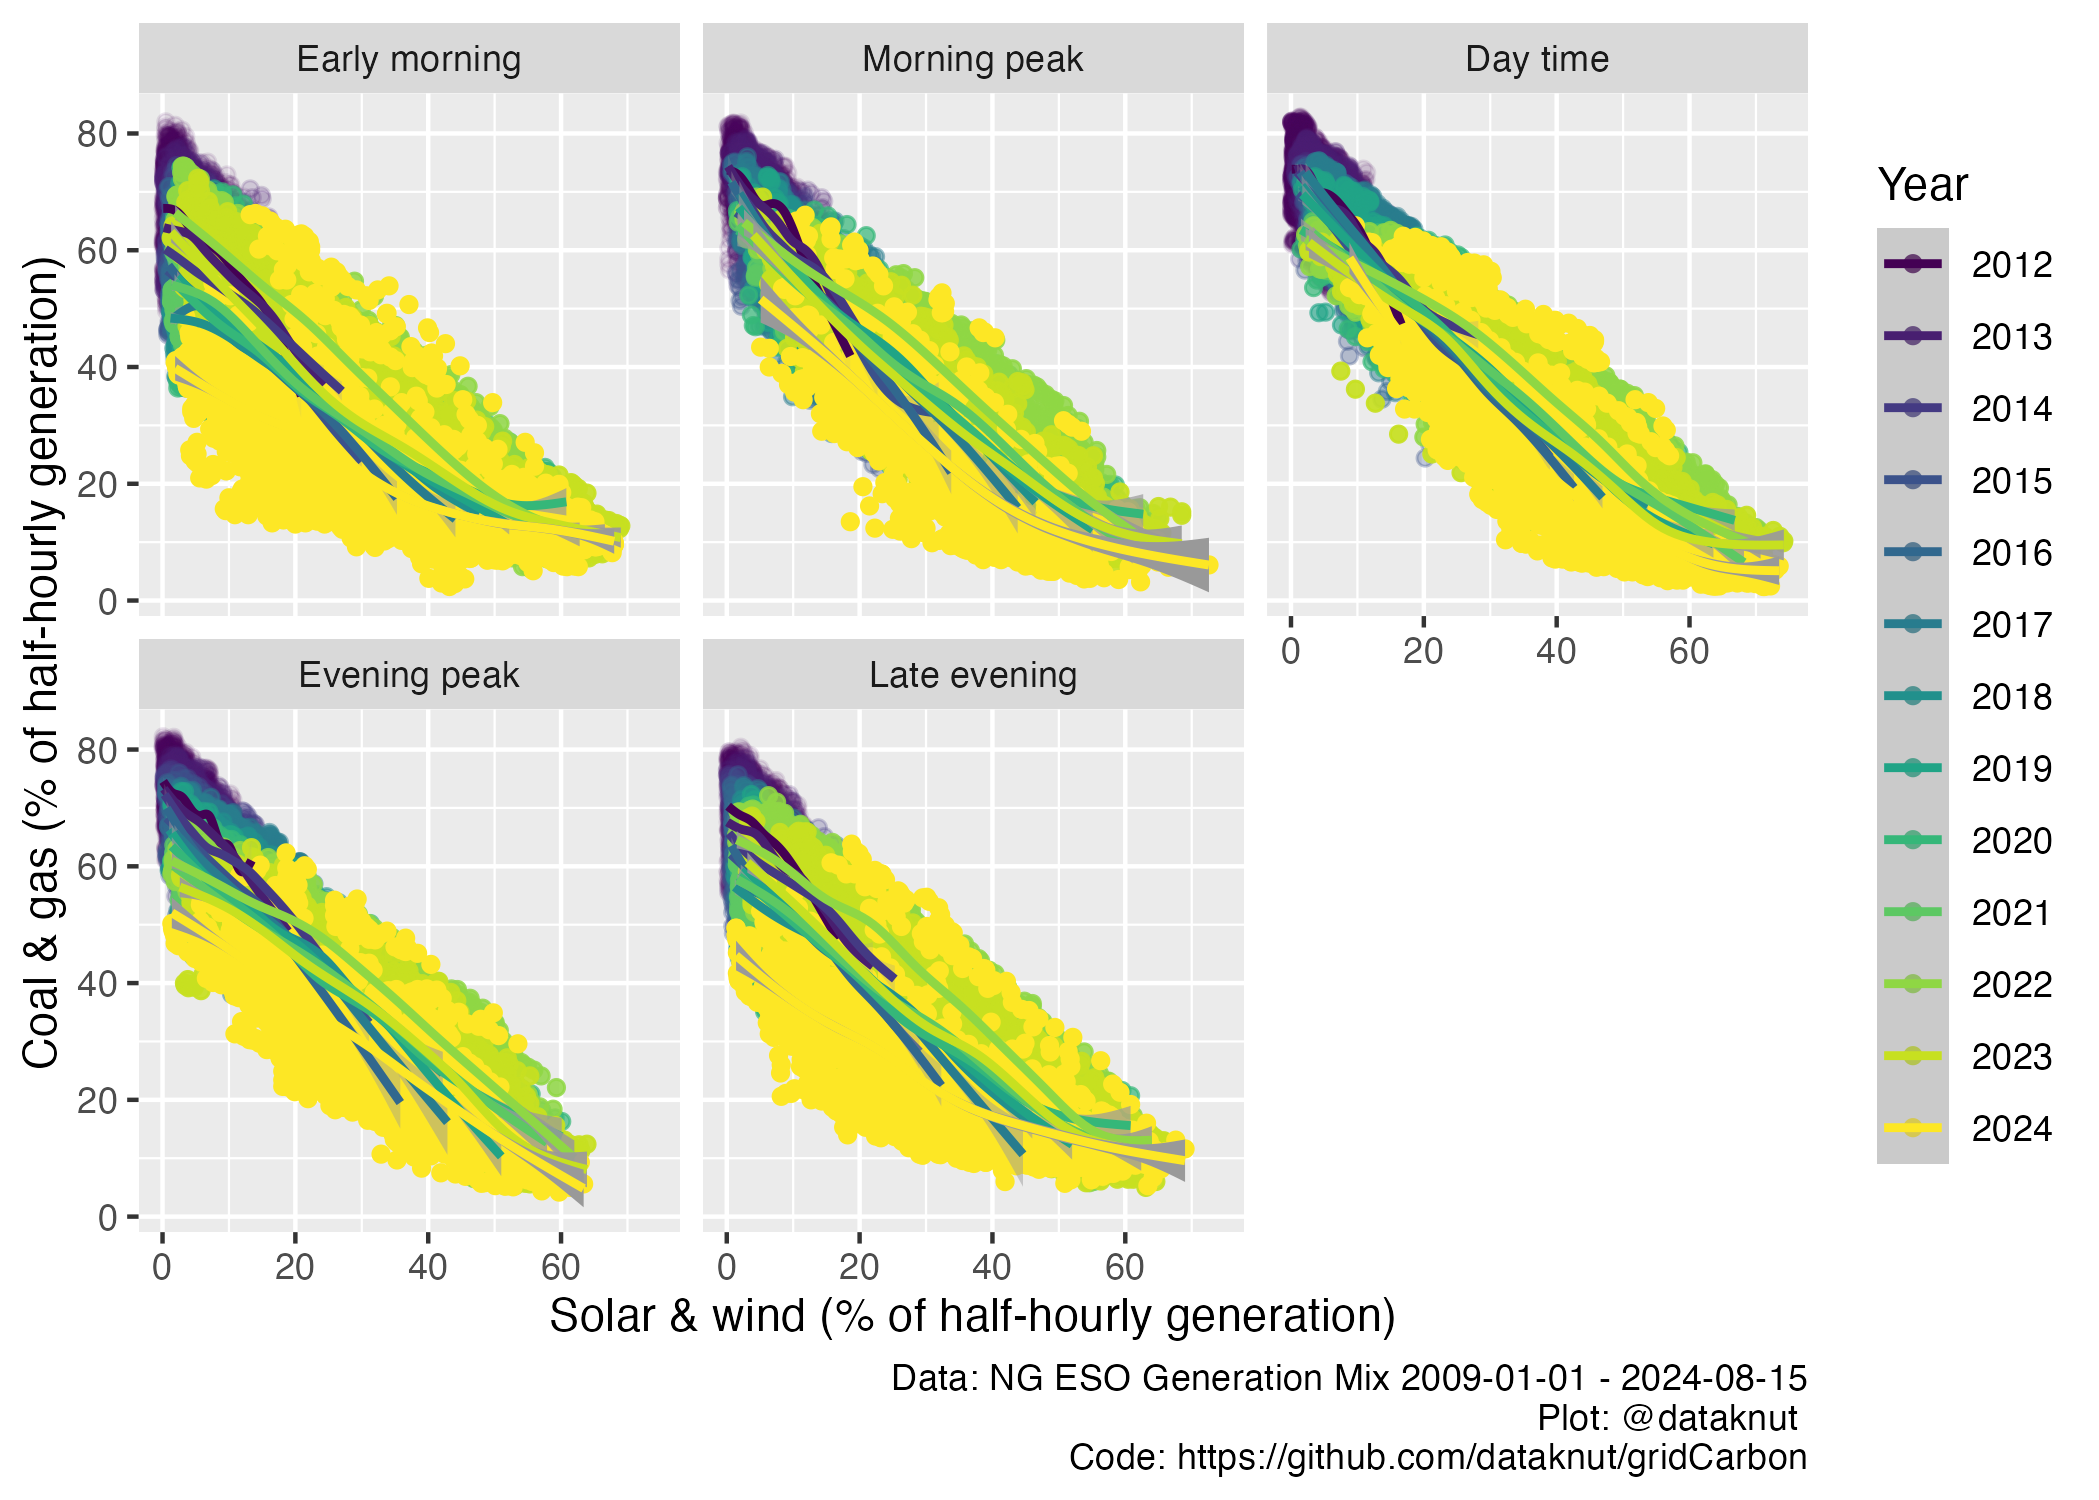 Early morning
Morning peak
Day time
80
60
40
20
0
0 20 40 60
Evening peak
Late evening
80
60
40
20
0
0 20 40 60
0 20 40 60
Coal & gas (% of half-hourly generation)
Solar & wind (% of half-hourly generation)
Year
2012
2013
2014
2015
2016
2017
2018
2019
2020
2021
2022
2023
2024
Data: NG ESO Generation Mix 2009-01-01 - 2024-08-15
Plot: @dataknut
Code: https://github.com/dataknut/gridCarbon